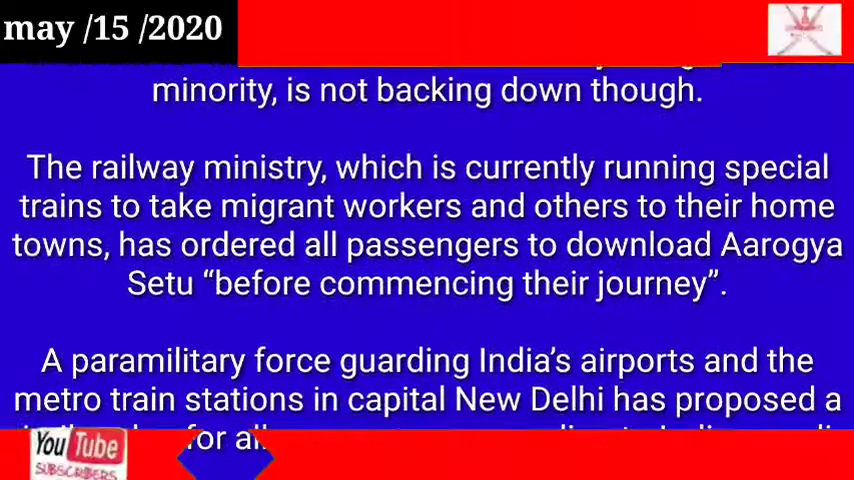 may /15 /2020
minority, is not backing down though.
The railway ministry, which is currently running special
trains to take migrant workers and others to their home
towns, has ordered all passengers to download Aarogya
Setu “before commencing their journey”.
A paramilitary force guarding India’s airports and the
metro train stations in capital New Delhi has proposed a
for all
You Tube
SUBSCRIBERS